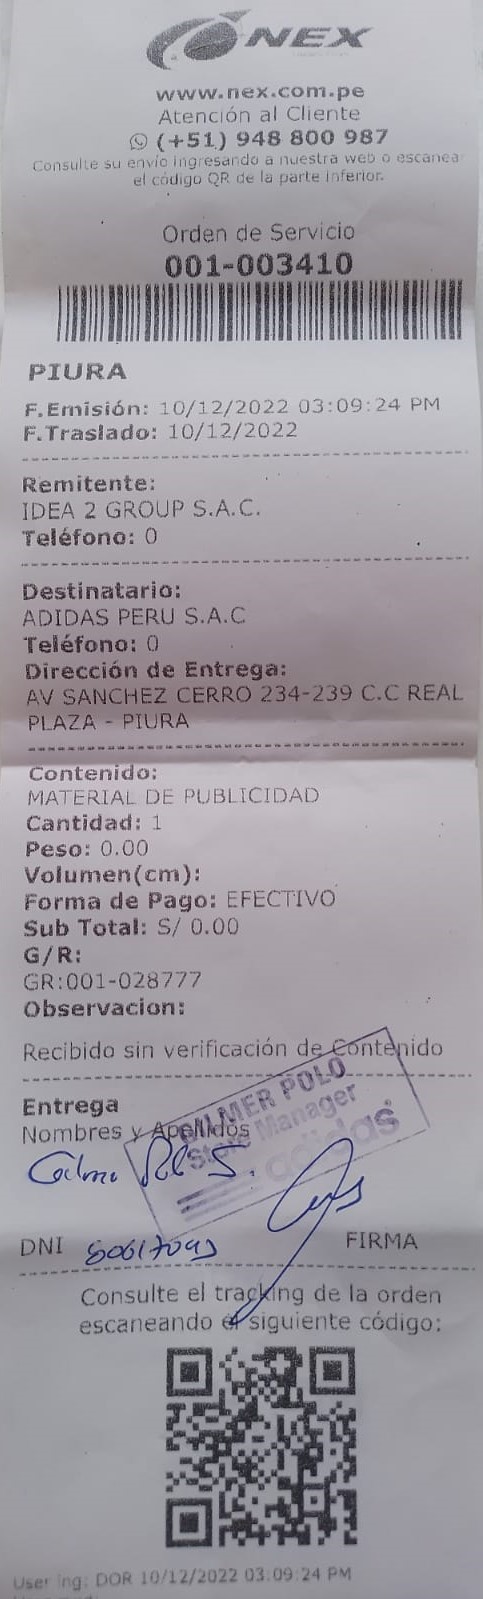 NEX
www.nex.com.pe
Atención al Cliente
(+51) 948 800 987
Consulte su envío ingresando a nuestra web o escanea
el código QR de la parte inferior.
Orden de Servicio
001-003410
PIURA
F.Emisión: 10/12/2022 03:09:24 PM
F.Traslado: 10/12/2022
Remitente:
IDEA 2 GROUP S.A.C.
Teléfono: 0
Destinatario:
ADIDAS PERU S.A.C
Teléfono: 0
Dirección de Entrega:
AV SANCHEZ CERRO 234-239 C.C REAL
PLAZA - PIURA
Contenido:
MATERIAL DE PUBLICIDAD
Cantidad: 1
Peso: 0.00
Volumen(cm):
Forma de Pago: EFECTIVO
Sub Total: S/ 0.00
G/R:
GR:001-028777
Observacion:
Recibido sin verificación de Contenido
Entrega
Nombres y Apellidos
POLO
Store Manager
adidas
DNI
FIRMA
Consulte el tracking de la orden
escaneando el siguiente código:
User ing: DOR 10/12/2022 03:09:24 PM